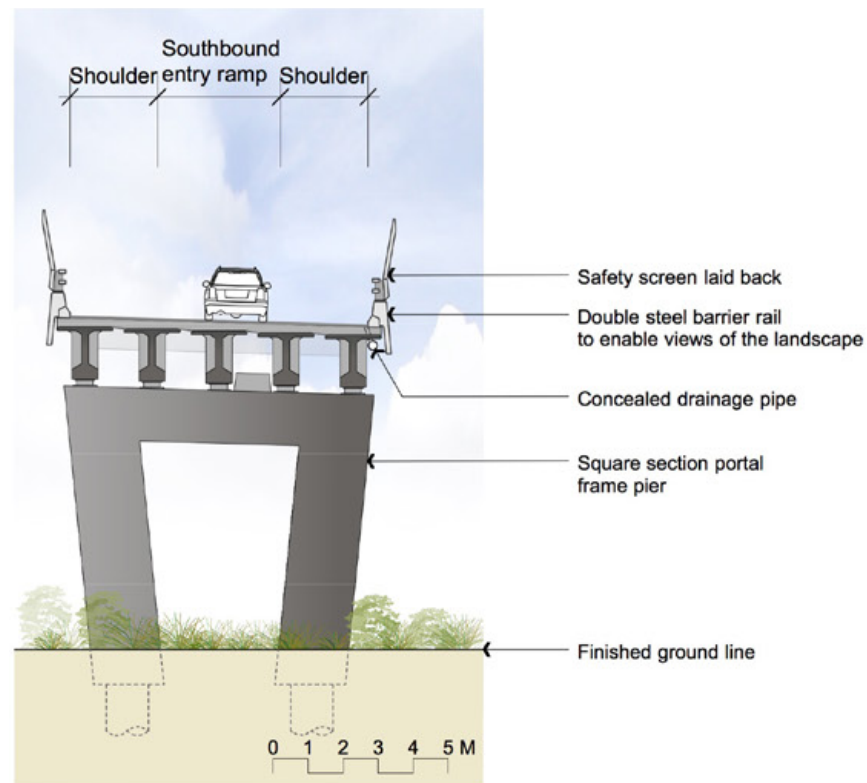 Southbound
Shoulder entry ramp Shoulder
Safety screen laid back
Double steel barrier rail
to enable views of the landscape
Concealed drainage pipe
Square section portal
frame pier
Finished ground line
0 1 2 3 4 5 M